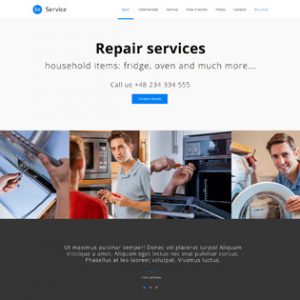 Be Service
Start Testimonials Service How it works Prices Contact Buy now
Repair services
household items: fridge, oven and much more...
Call us +48 234 334 555
Contact details
Ut maximus pulvinar semper! Donec vel placerat turpis! Aliquam
tristique a amet. Aliquam eget lectus nec erat pulvinar cursus.
Phasellus at leo laoreet volutpat. Vivamus luctus.